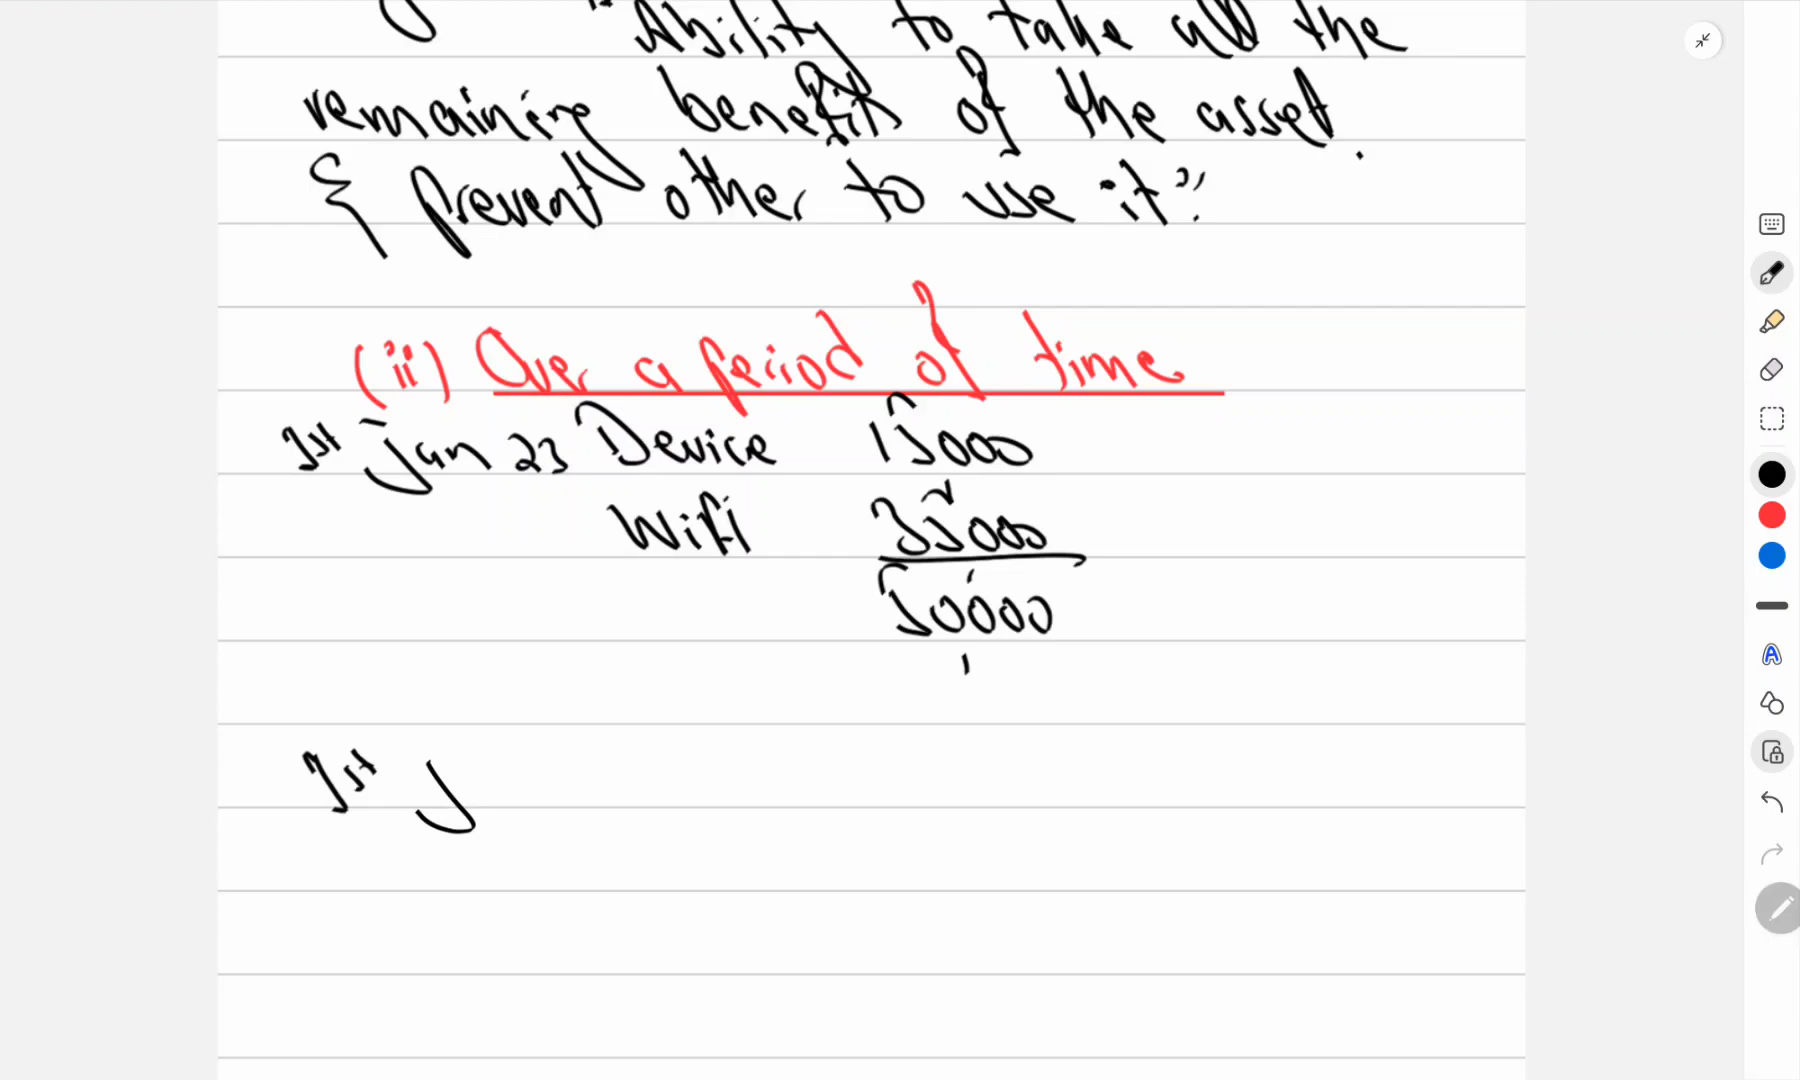 "Ability to take all the
remaining benefits of the asset.
& prevent other to use it".
(ii) Over a period of time
1st Jan 23 Device 15000
Wifi 35000
50000
1st J